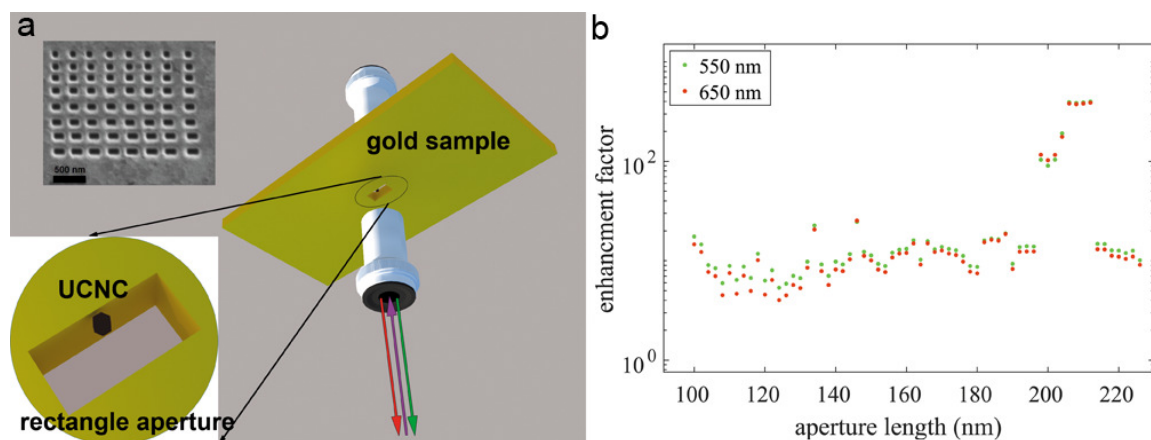 a
500 nm
gold sample
UCNC
rectangle aperture
b
550 nm
650 nm
enhancment factor
10^2
10^0
100 120 140 160 180 200 220
aperture length (nm)